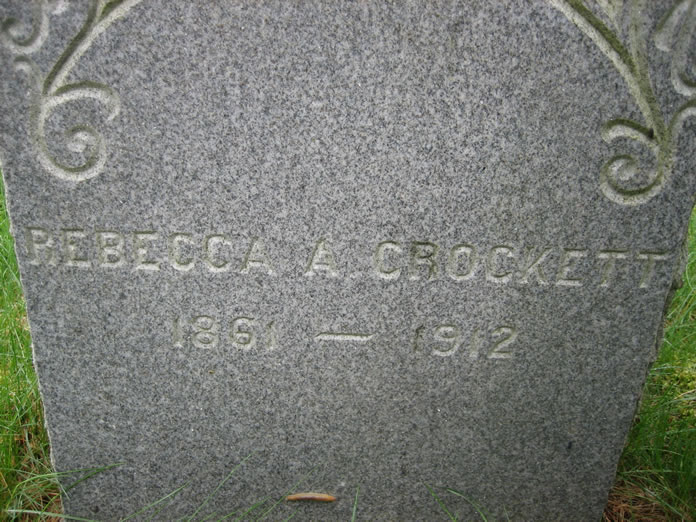 REBECCA A. CROCKETT
1861 — 1912